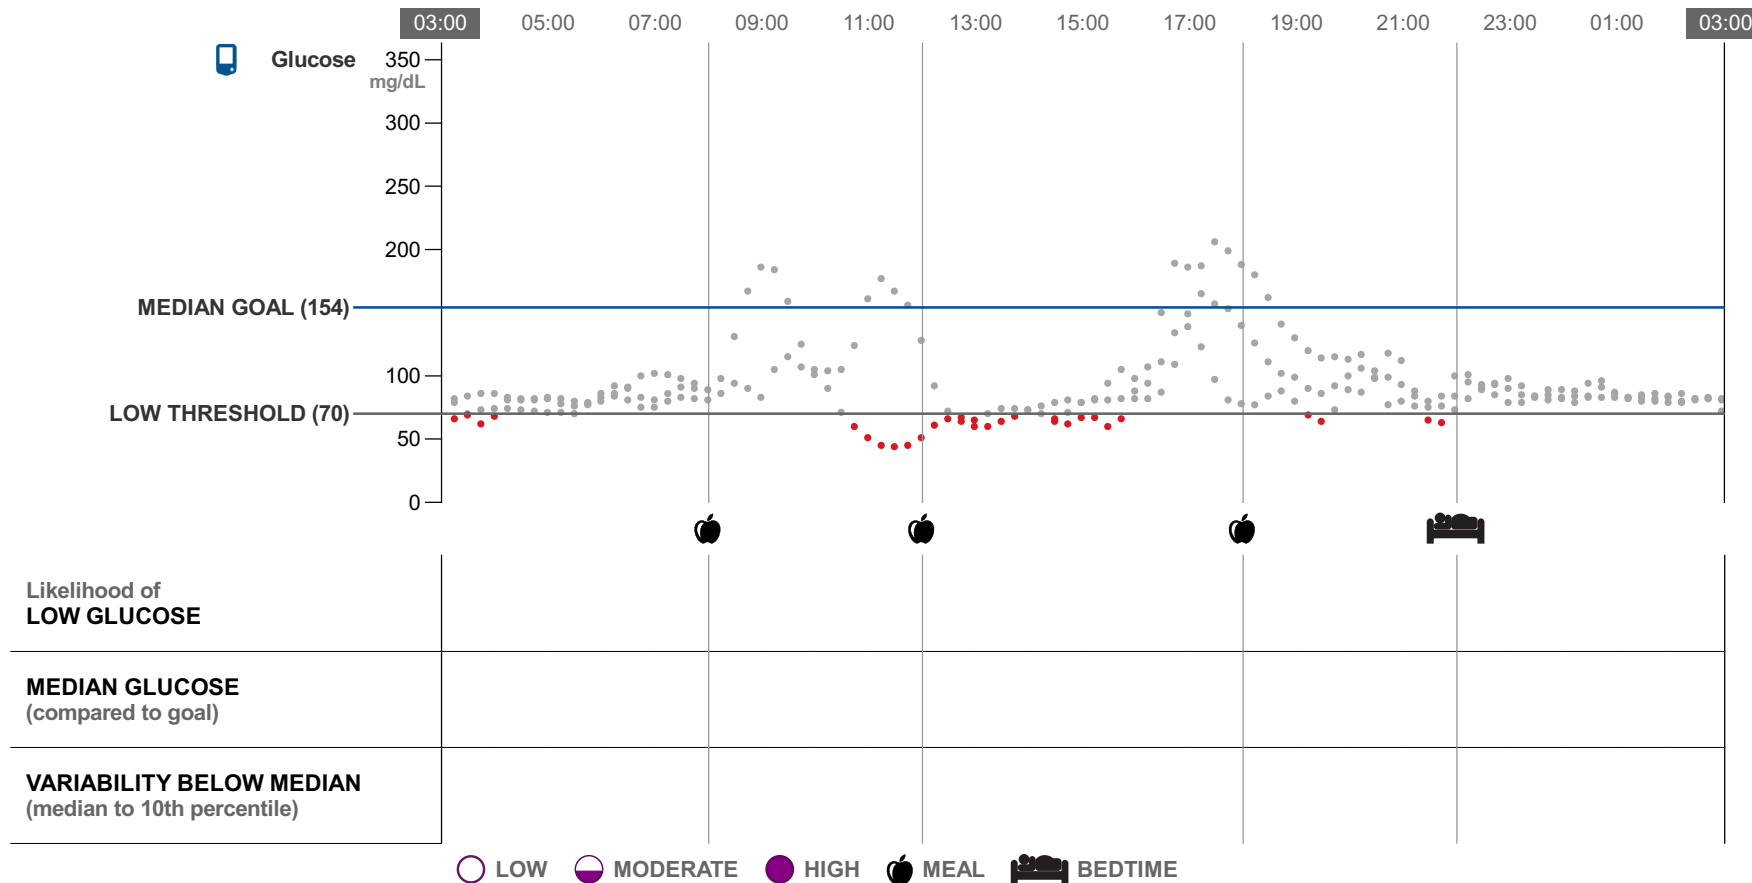 03:00 05:00 07:00 09:00 11:00 13:00 15:00 17:00 19:00 21:00 23:00 01:00 03:00
Glucose 350
mg/dL
300
250
200
MEDIAN GOAL (154)
100
LOW THRESHOLD (70)
50
0
Likelihood of
LOW GLUCOSE
MEDIAN GLUCOSE
(compared to goal)
VARIABILITY BELOW MEDIAN
(median to 10th percentile)
LOW MODERATE HIGH MEAL BEDTIME